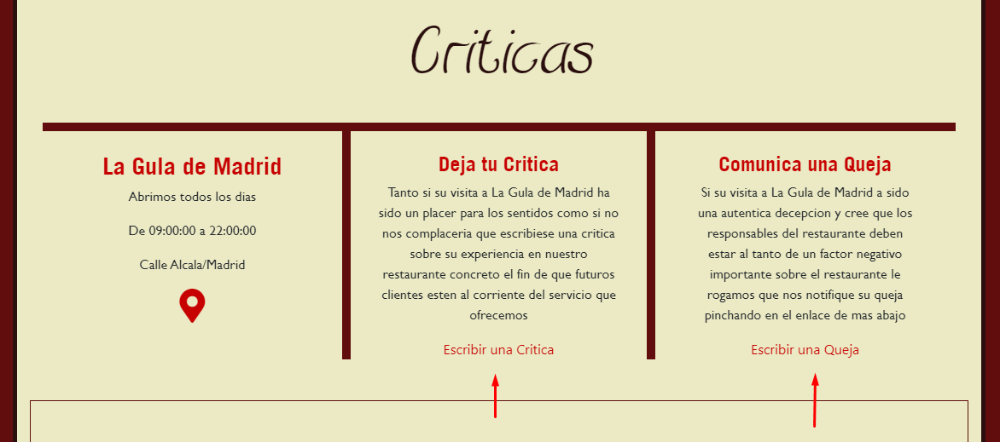 Criticas
La Gula de Madrid
Abrimos todos los dias
De 09:00:00 a 22:00:00
Calle Alcala/Madrid
Deja tu Critica
Tanto si su visita a La Gula de Madrid ha
sido un placer para los sentidos como si no
nos complaceria que escribiese una critica
sobre su experiencia en nuestro
restaurante concreto el fin de que futuros
clientes esten al corriente del servicio que
ofrecemos
Escribir una Critica
Comunica una Queja
Si su visita a La Gula de Madrid a sido
una autentica decepcion y cree que los
responsables del restaurante deben
estar al tanto de un factor negativo
importante sobre el restaurante le
rogamos que nos notifique su queja
pinchando en el enlace de mas abajo
Escribir una Queja